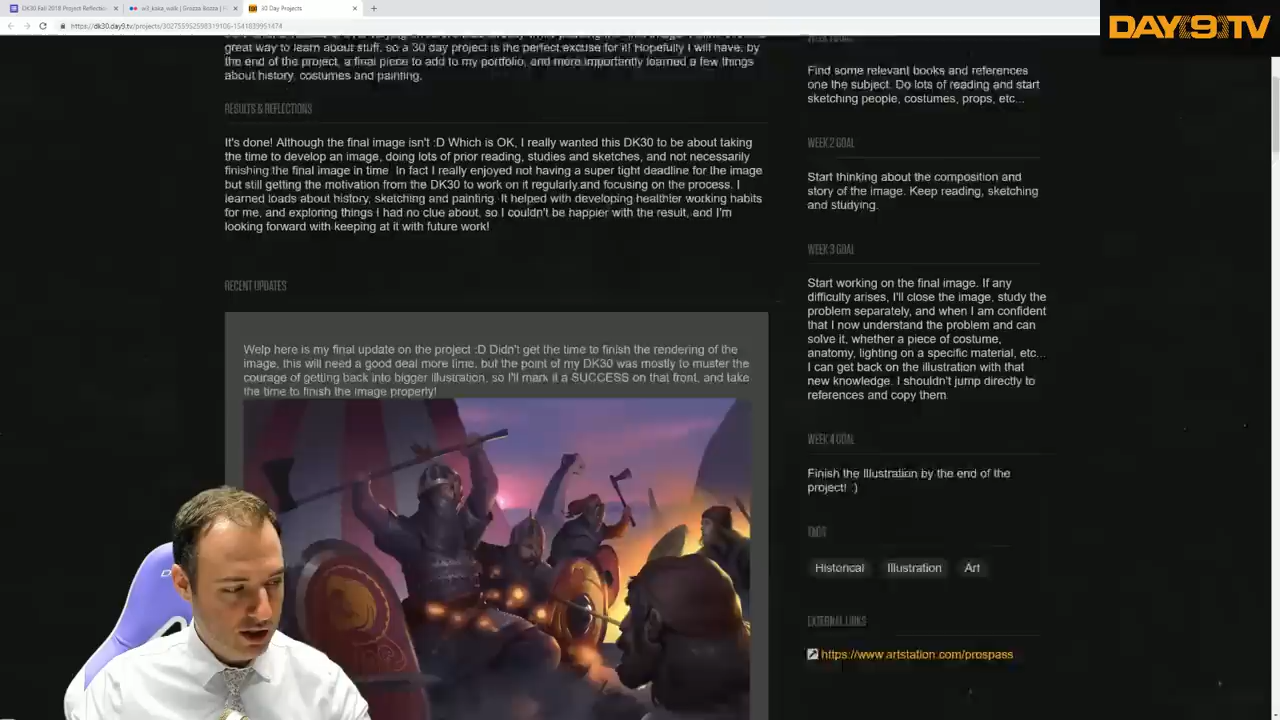 DK30 Fall 2018 Project Reflection
w3_kaka_walk | Grozza Bozza | F
30 Day Projects
https://dk30.day9.tv/projects/30275595259831910​6-1541839951474
DAY9.TV
great way to learn about stuff, so a 30 day project is the perfect excuse for it! Hopefully I will have, by
the end of the project, a final piece to add to my portfolio, and more importantly learned a few things
about history, costumes and painting.
RESULTS & REFLECTIONS
It's done! Although the final image isn't :D Which is OK, I really wanted this DK30 to be about taking
the time to develop an image, doing lots of prior reading, studies and sketches, and not necessarily
finishing the final image in time. In fact I really enjoyed not having a super tight deadline for the image
but still getting the motivation from the DK30 to work on it regularly and focusing on the process. I
learned loads about history, sketching and painting. It helped with developing healthier working habits
for me, and exploring things I had no clue about, so I couldn't be happier with the result, and I'm
looking forward with keeping at it with future work!
RECENT UPDATES
Welp here is my final update on the project :D Didn't get the time to finish the rendering of the
image, this will need a good deal more time, but the point of my DK30 was mostly to muster the
courage of getting back into bigger illustration, so I'll mark it a SUCCESS on that front, and take
the time to finish the image properly!
Find some relevant books and references
one the subject. Do lots of reading and start
sketching people, costumes, props, etc...
WEEK 2 GOAL
Start thinking about the composition and
story of the image. Keep reading, sketching
and studying.
WEEK 3 GOAL
Start working on the final image. If any
difficulty arises, I'll close the image, study the
problem separately, and when I am confident
that I now understand the problem and can
solve it, whether a piece of costume,
anatomy, lighting on a specific material, etc...
I can get back on the illustration with that
new knowledge. I shouldn't jump directly to
references and copy them.
WEEK 4 GOAL
Finish the Illustration by the end of the
project! :)
TAGS
Historical Illustration Art
EXTERNAL LINKS
https://www.artstation.com/prospass